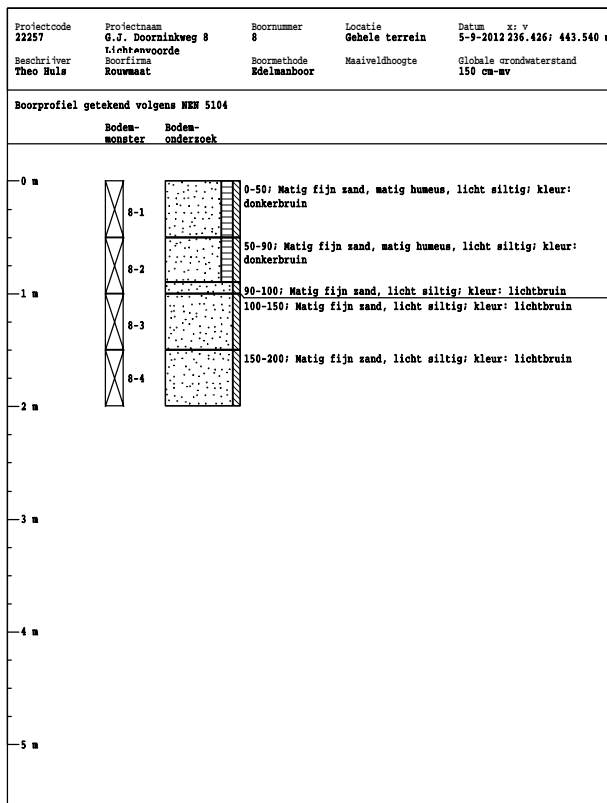 Projectcode Projectnaam Boornummer Locatie Datum x: y
22257 G.J. Doorninkweg 8 8 Gehele terrein 5-9-2012 236.426; 443.540
Lichtenvoorde
Beschrijver Boorfirma Boormethode Maaiveldhoogte Globale grondwaterstand
Theo Huls Rouwmaat Edelmanboor 150 cm-mv
Boorprofiel getekend volgens NEN 5104
Bodem- Bodem-
monster onderzoek
0 m
0-50; Matig fijn zand, matig humeus, licht siltig; kleur:
donkerbruin
8-1
50-90; Matig fijn zand, matig humeus, licht siltig; kleur:
donkerbruin
8-2
90-100; Matig fijn zand, licht siltig; kleur: lichtbruin
1 m
100-150; Matig fijn zand, licht siltig; kleur: lichtbruin
8-3
150-200; Matig fijn zand, licht siltig; kleur: lichtbruin
8-4
2 m
3 m
4 m
5 m